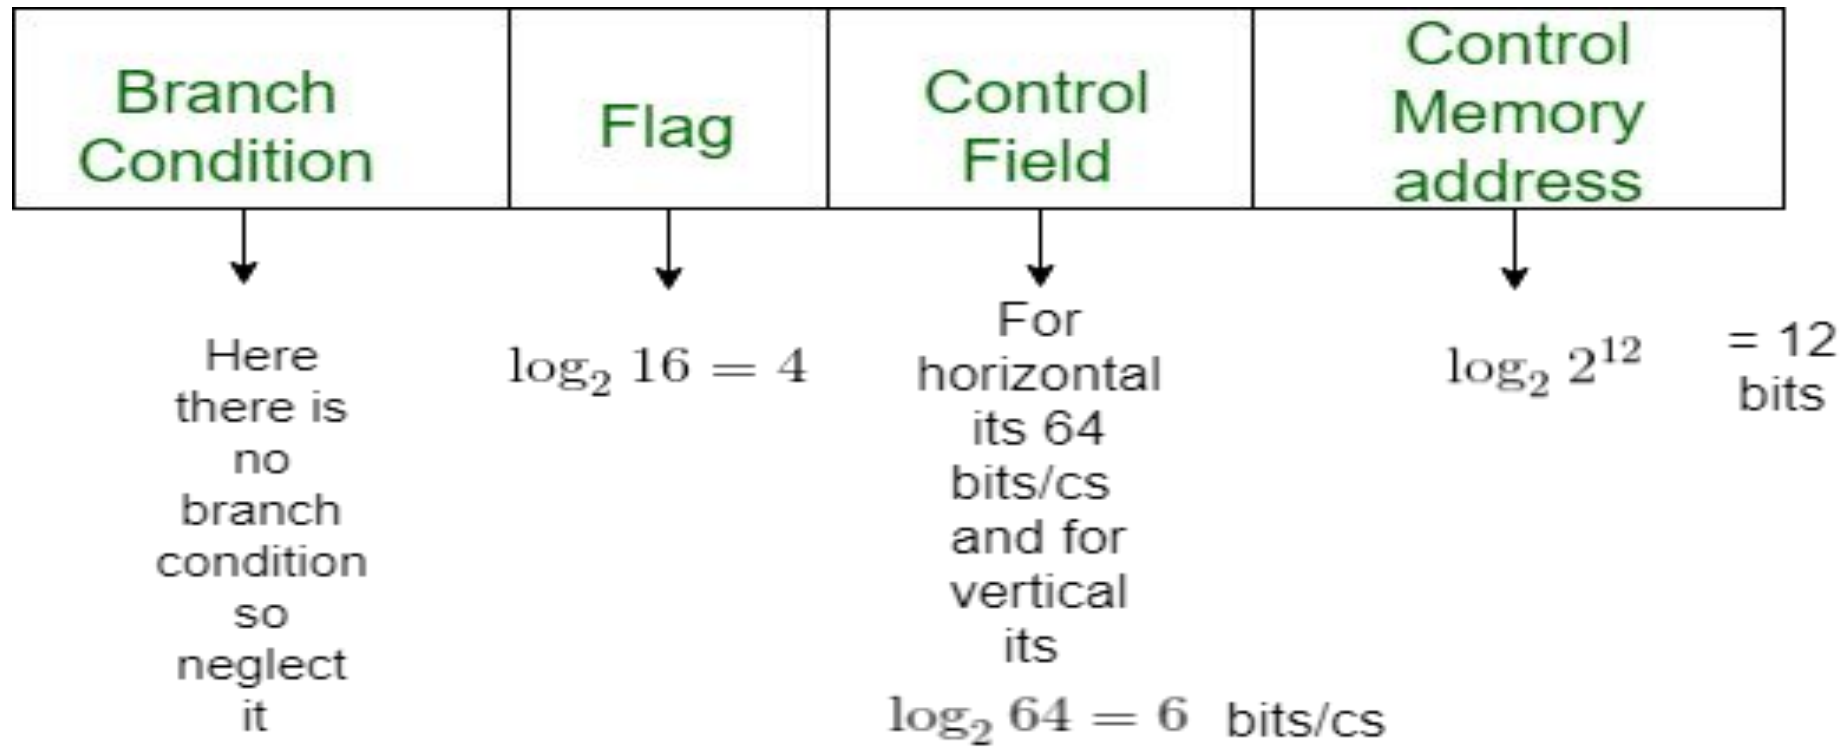 Branch
Condition
Flag
Control
Field
Control
Memory
address
Here
there is
no
branch
condition
so
neglect
it
log₂ 16 = 4
For
horizontal
its 64
bits/cs
and for
vertical
its
log₂ 64 = 6 bits/cs
log₂ 2¹² = 12
bits